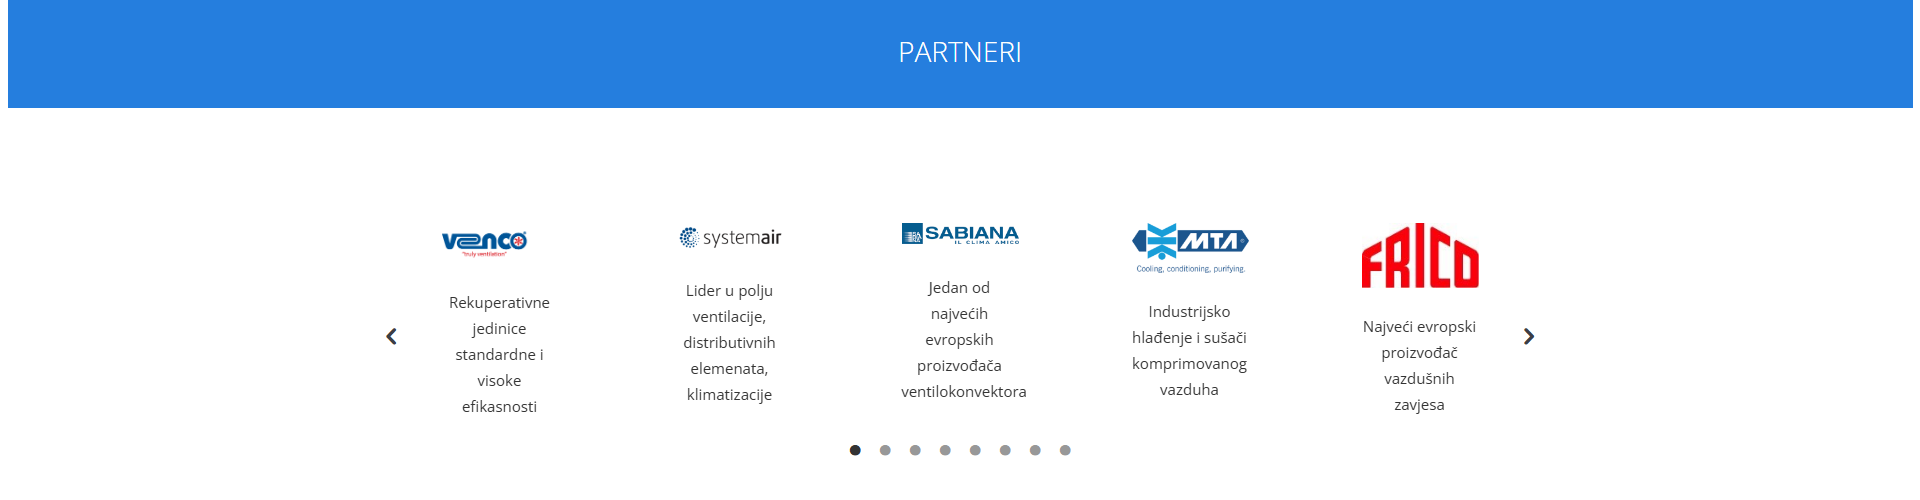 PARTNERI
venco
"truly ventilation"
Rekuperativne
jedinice
standardne i
visoke
efikasnosti
systemair
Lider u polju
ventilacije,
distributivnih
elemenata,
klimatizacije
SABIANA
IL CLIMA AMICO
Jedan od
najvećih
evropskih
proizvođača
ventilokonvektora
MTA
Cooling, conditioning, purifying.
Industrijsko
hlađenje i sušači
komprimovanog
vazduha
FRICO
Najveći evropski
proizvođač
vazdušnih
zavjesa